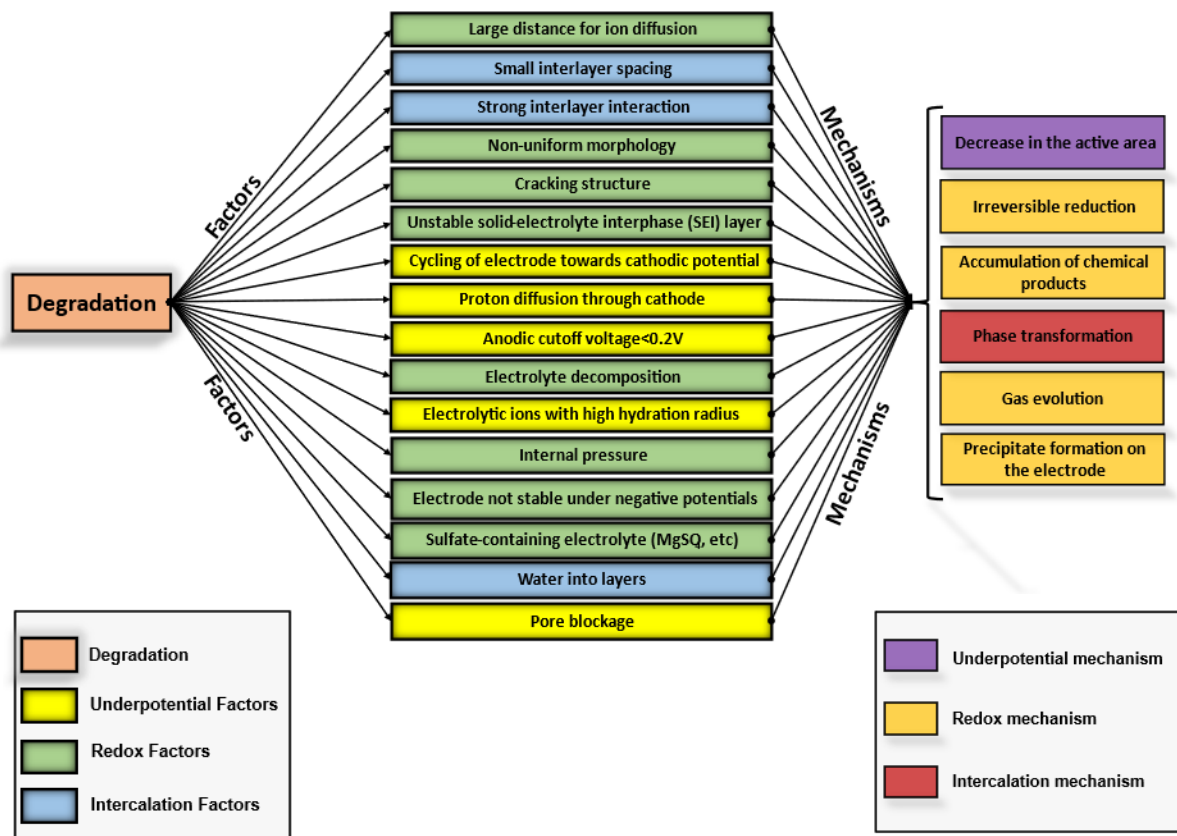 Large distance for ion diffusion
Small interlayer spacing
Strong interlayer interaction
Non-uniform morphology
Cracking structure
Unstable solid-electrolyte interphase (SEI) layer
Cycling of electrode towards cathodic potential
Proton diffusion through cathode
Anodic cutoff voltage<0.2V
Electrolyte decomposition
Electrolytic ions with high hydration radius
Internal pressure
Electrode not stable under negative potentials
Sulfate-containing electrolyte (MgSQ, etc)
Water into layers
Pore blockage
Degradation
Factors
Factors
Mechanisms
Mechanisms
Decrease in the active area
Irreversible reduction
Accumulation of chemical
products
Phase transformation
Gas evolution
Precipitate formation on
the electrode
Degradation
Underpotential Factors
Redox Factors
Intercalation Factors
Underpotential mechanism
Redox mechanism
Intercalation mechanism